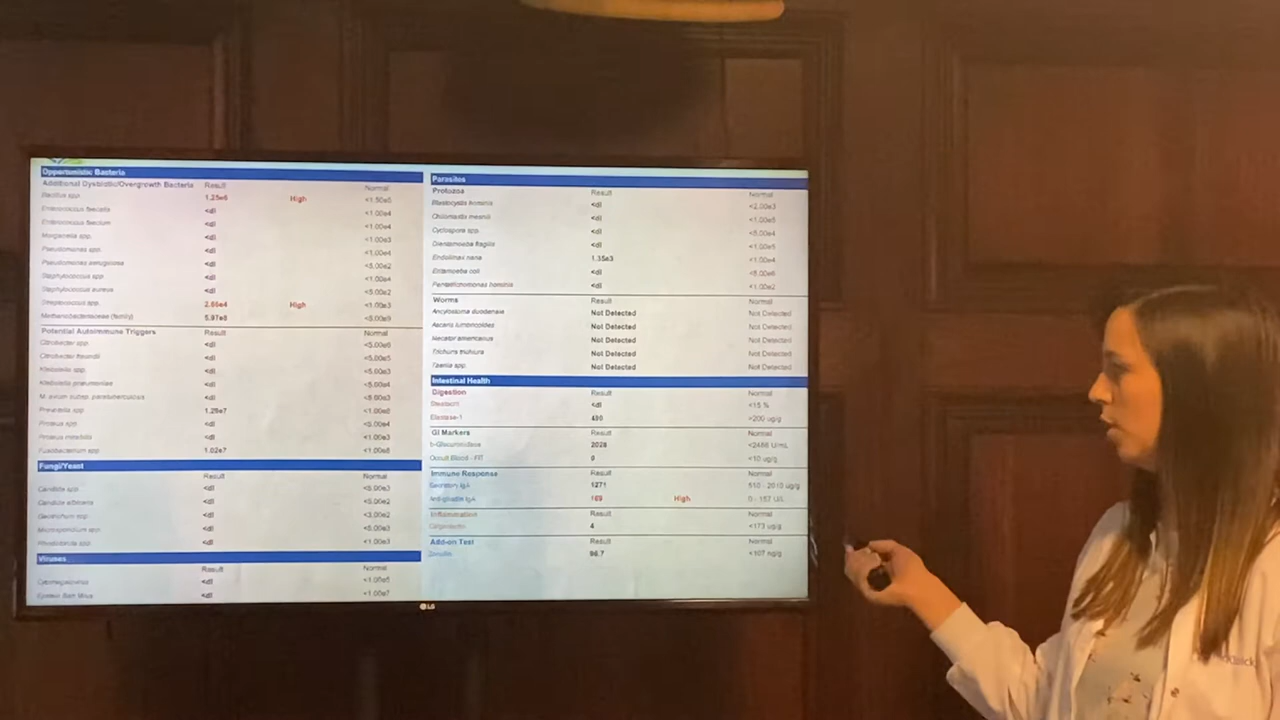 Opportunistic Bacteria
Additional Dysbiotic/Overgrowth Bacteria Result Normal
Bacillus spp. 1.25e6 High <1.50e5
Enterococcus faecalis <dl <1.00e4
Enterococcus faecium <dl <1.00e4
Morganella spp. <dl <1.00e3
Pseudomonas spp. <dl <1.00e4
Pseudomonas aeruginosa <dl <5.00e2
Staphylococcus spp. <dl <1.00e4
Staphylococcus aureus <dl <5.00e2
Streptococcus spp. High <1.00e3
Methanobacteriaceae (family) <5.00e9
Potential Autoimmune Triggers Result Normal
Citrobacter spp. <dl
Citrobacter freundii <dl <5.00e5
Klebsiella spp. <dl <5.00e3
Klebsiella pneumoniae <dl <5.00e4
M. avium subsp. paratuberculosis <dl <5.00e3
Prevotella spp. <1.00e8
Proteus spp. <dl <5.00e4
Proteus mirabilis <dl <1.00e3
Fusobacterium spp. 1.02e7 <1.00e8
Fungi/Yeast
Result Normal
Candida spp. <dl <5.00e3
Candida albicans <dl <5.00e2
Geotrichum spp. <dl <3.00e2
Microsporidium spp. <dl <5.00e3
Rhodotorula spp. <dl <1.00e3
Viruses
Result Normal
Cytomegalovirus <dl <1.00e5
Epstein Barr Virus <dl <1.00e7
Parasites
Protozoa Result Normal
Blastocystis hominis <dl <2.00e3
Chilomastix mesnili <dl <1.00e5
Cyclospora spp. <dl <5.00e4
Dientamoeba fragilis <dl <1.00e5
Endolimax nana <1.00e4
Entamoeba coli <dl <5.00e6
Pentatrichomonas hominis <dl <1.00e2
Worms Result Normal
Ancylostoma duodenale Not Detected Not Detected
Ascaris lumbricoides Not Detected Not Detected
Necator americanus Not Detected Not Detected
Trichuris trichiura Not Detected Not Detected
Taenia spp. Not Detected Not Detected
Intestinal Health
Digestion Result Normal
Steatocrit <dl <15 %
Elastase-1 >200 ug/g
GI Markers Result Normal
b-Glucuronidase 2028 <2486 U/mL
Occult Blood - FIT 0 <10 ug/g
Immune Response Result Normal
Secretory IgA 1271 510 - 2010 ug/g
Anti-gliadin IgA 169 High 0 - 157 U/L
Inflammation Result Normal
Calprotectin 4 <173 ug/g
Add-on Test Result Normal
Zonulin 96.7 <107 ng/g
LG